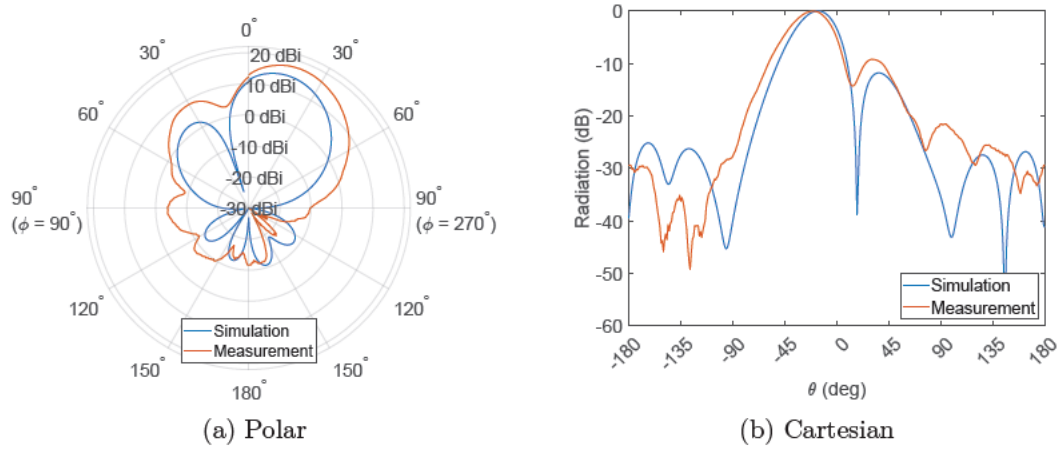 0°
30°
30°
60°
60°
90°
(ϕ = 90°)
90°
(ϕ = 270°)
120°
120°
150°
150°
180°
20 dBi
10 dBi
0 dBi
-10 dBi
-20 dBi
-30 dBi
Simulation
Measurement
(a) Polar
Radiation (dB)
0
-10
-20
-30
-40
-50
-60
-180
-135
-90
-45
0
45
90
135
180
θ (deg)
Simulation
Measurement
(b) Cartesian